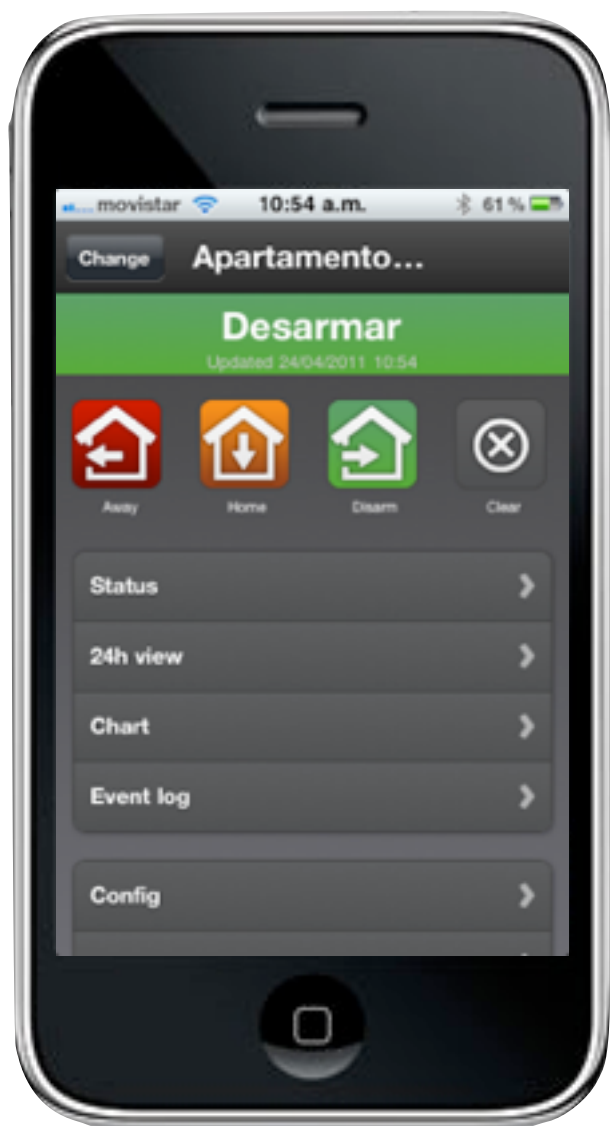 movistar 10:54 a.m. 61 %
Change Apartamento...
Desarmar
Updated 24/04/2011 10:54
Away Home Disarm Clear
Status
24h view
Chart
Event log
Config